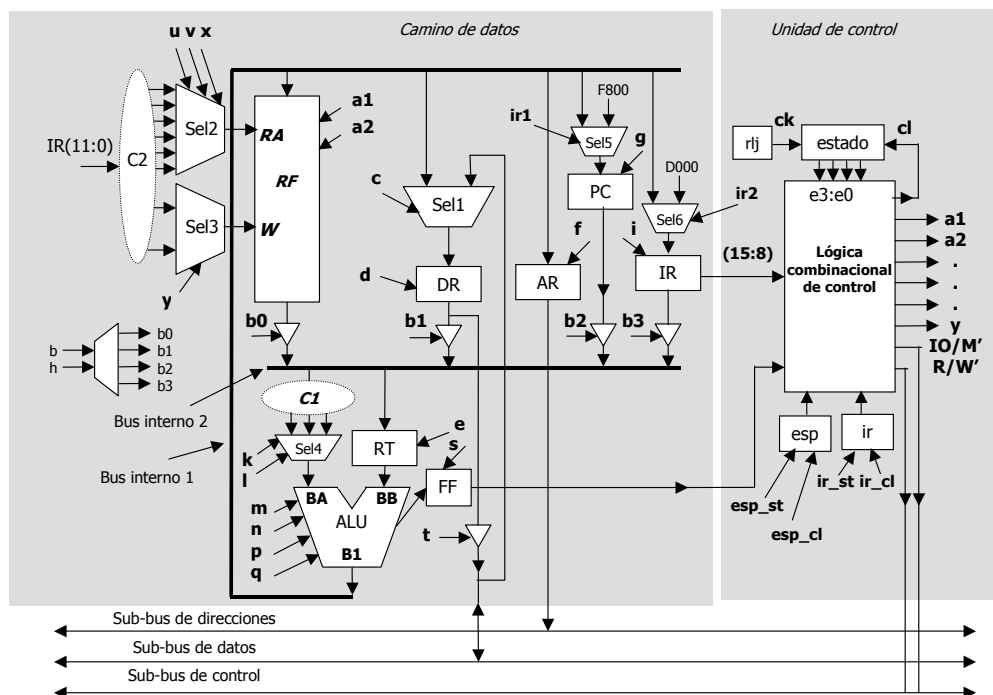 Camino de datos
Unidad de control
u v x
F800
ck
cl
ir1
a1
a2
g
rlj
estado
Sel2
Sel5
IR(11:0)
C2
RA
RF
c
Sel1
D000
PC
e3:e0
a1
ir2
Sel6
Sel3
W
f
i
(15:8)
a2
Lógica
combinacional
de control
.
d
DR
AR
IR
.
y
.
b0
b1
b2
b3
y
b
h
b0
b1
b2
b3
IO/M’
R/W’
C1
Bus interno 2
e
esp
ir
k
l
Sel4
RT
s
Bus interno 1
FF
ir_st
ir_cl
m
n
p
q
BA
BB
ALU
B1
esp_st
t
esp_cl
Sub-bus de direcciones
Sub-bus de datos
Sub-bus de control